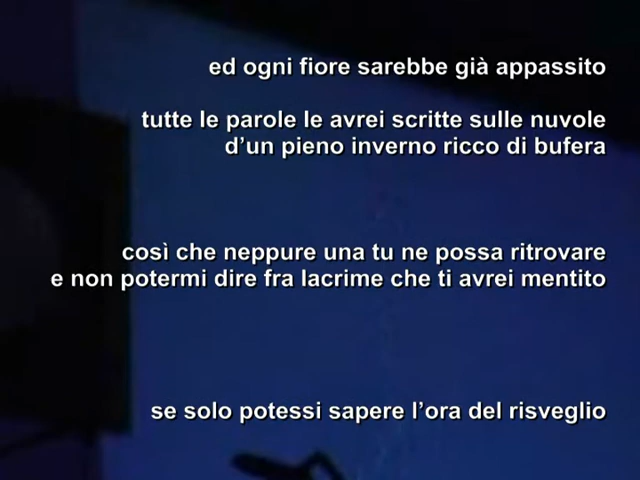 ed ogni fiore sarebbe già appassito
tutte le parole le avrei scritte sulle nuvole
d’un pieno inverno ricco di bufera
così che neppure una tu ne possa ritrovare
e non potermi dire fra lacrime che ti avrei mentito
se solo potessi sapere l’ora del risveglio